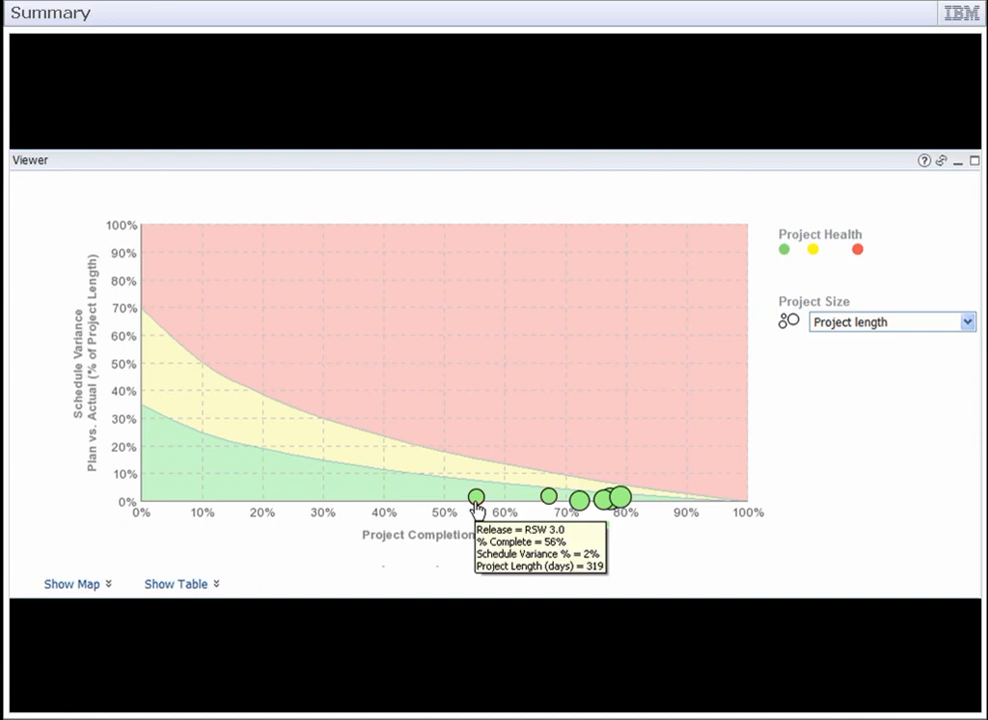 Summary
IBM
Viewer
?
100%
90%
80%
70%
60%
50%
40%
30%
20%
10%
0%
Schedule Variance
Plan vs. Actual (% of Project Length)
0% 10% 20% 30% 40% 50% 60% 70% 80% 90% 100%
Project Completion
Release = RSW 3.0
% Complete = 56%
Schedule Variance % = 2%
Project Length (days) = 319
Project Health
Project Size
Project length
Show Map
Show Table